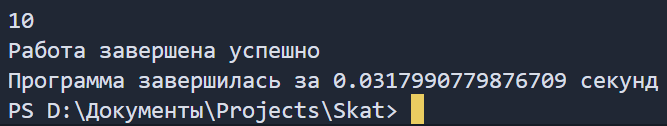 10
Работа завершена успешно
Программа завершилась за 0.0317990779876709 секунд
PS D:\Документы\Projects\Skat>